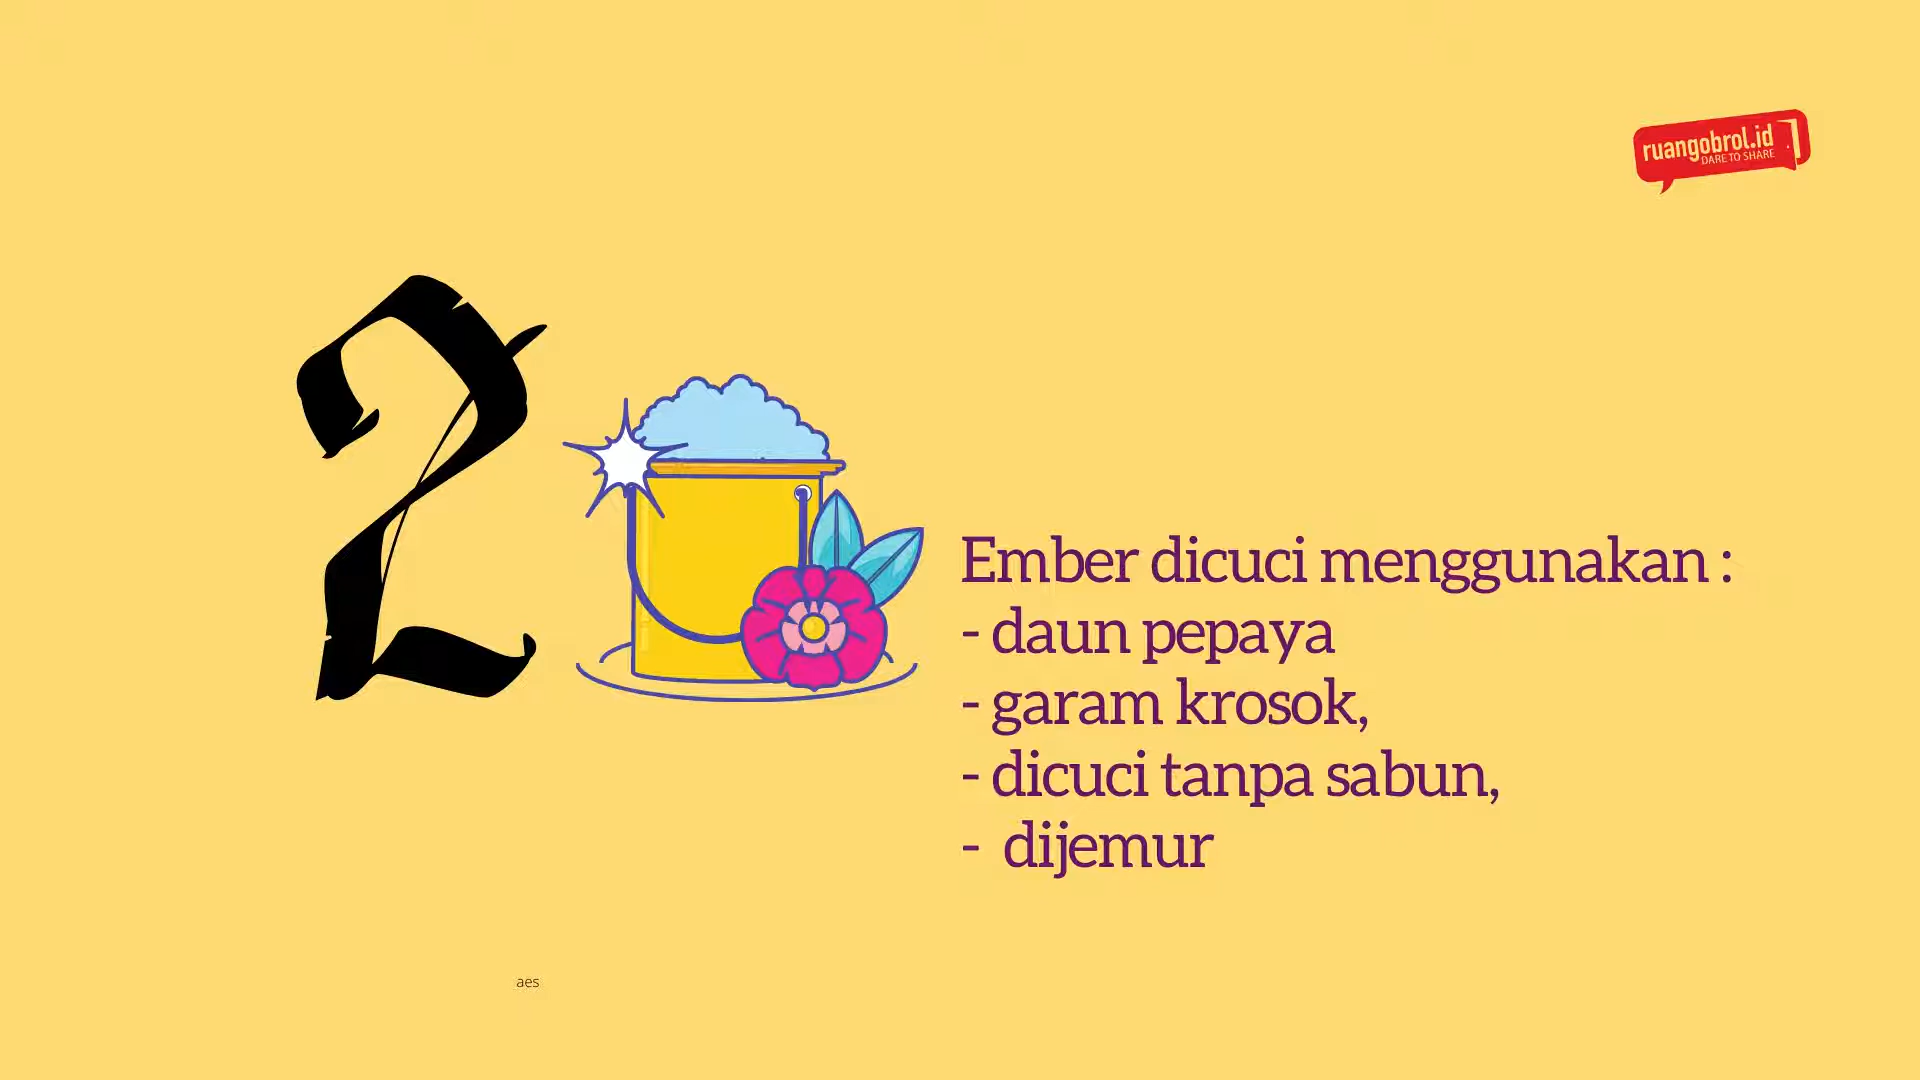 ruangobrol.id
DARE TO SHARE
2
Ember dicuci menggunakan :
- daun pepaya
- garam krosok,
- dicuci tanpa sabun,
- dijemur
aes